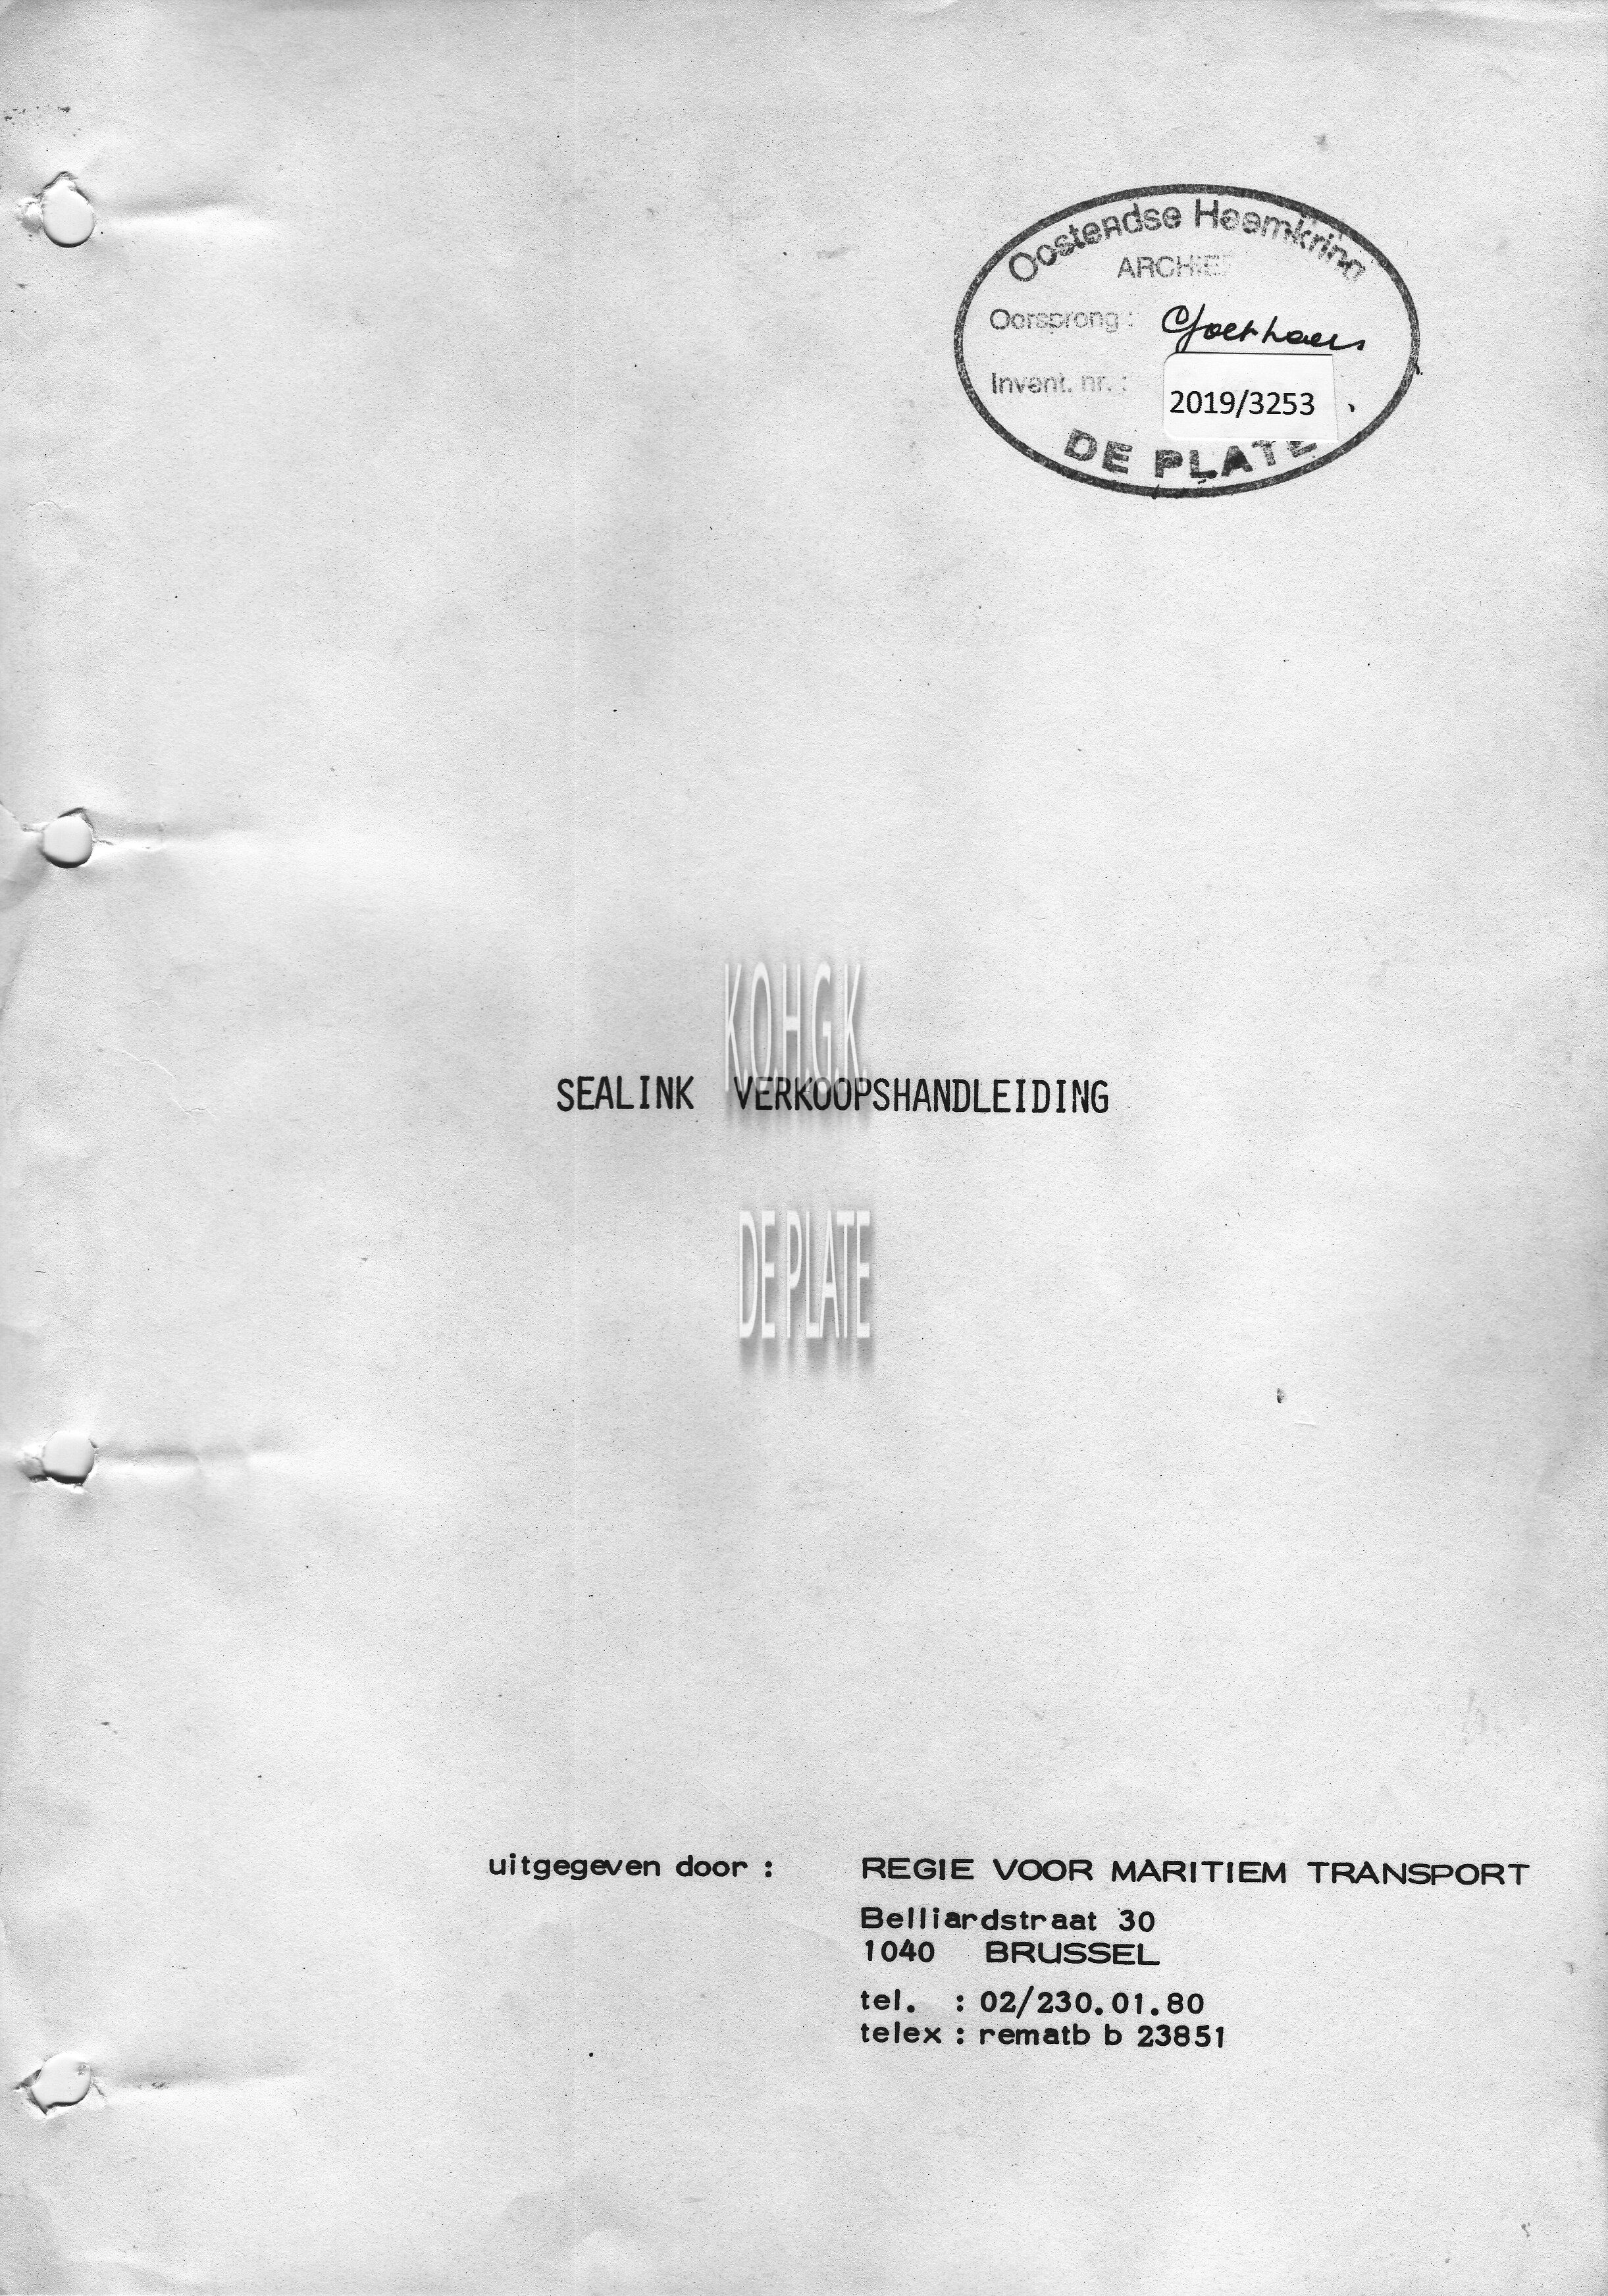 Oostendse Heemkring
ARCHIEF
Oorsprong :
Invent. nr. :
2019/3253
DE PLATE
K.O.H.G.K.
SEALINK VERKOOPSHANDLEIDING
DE PLATE
uitgegeven door : REGIE VOOR MARITIEM TRANSPORT
Belliardstraat 30
1040 BRUSSEL
tel. : 02/230.01.80
telex : rematb b 23851